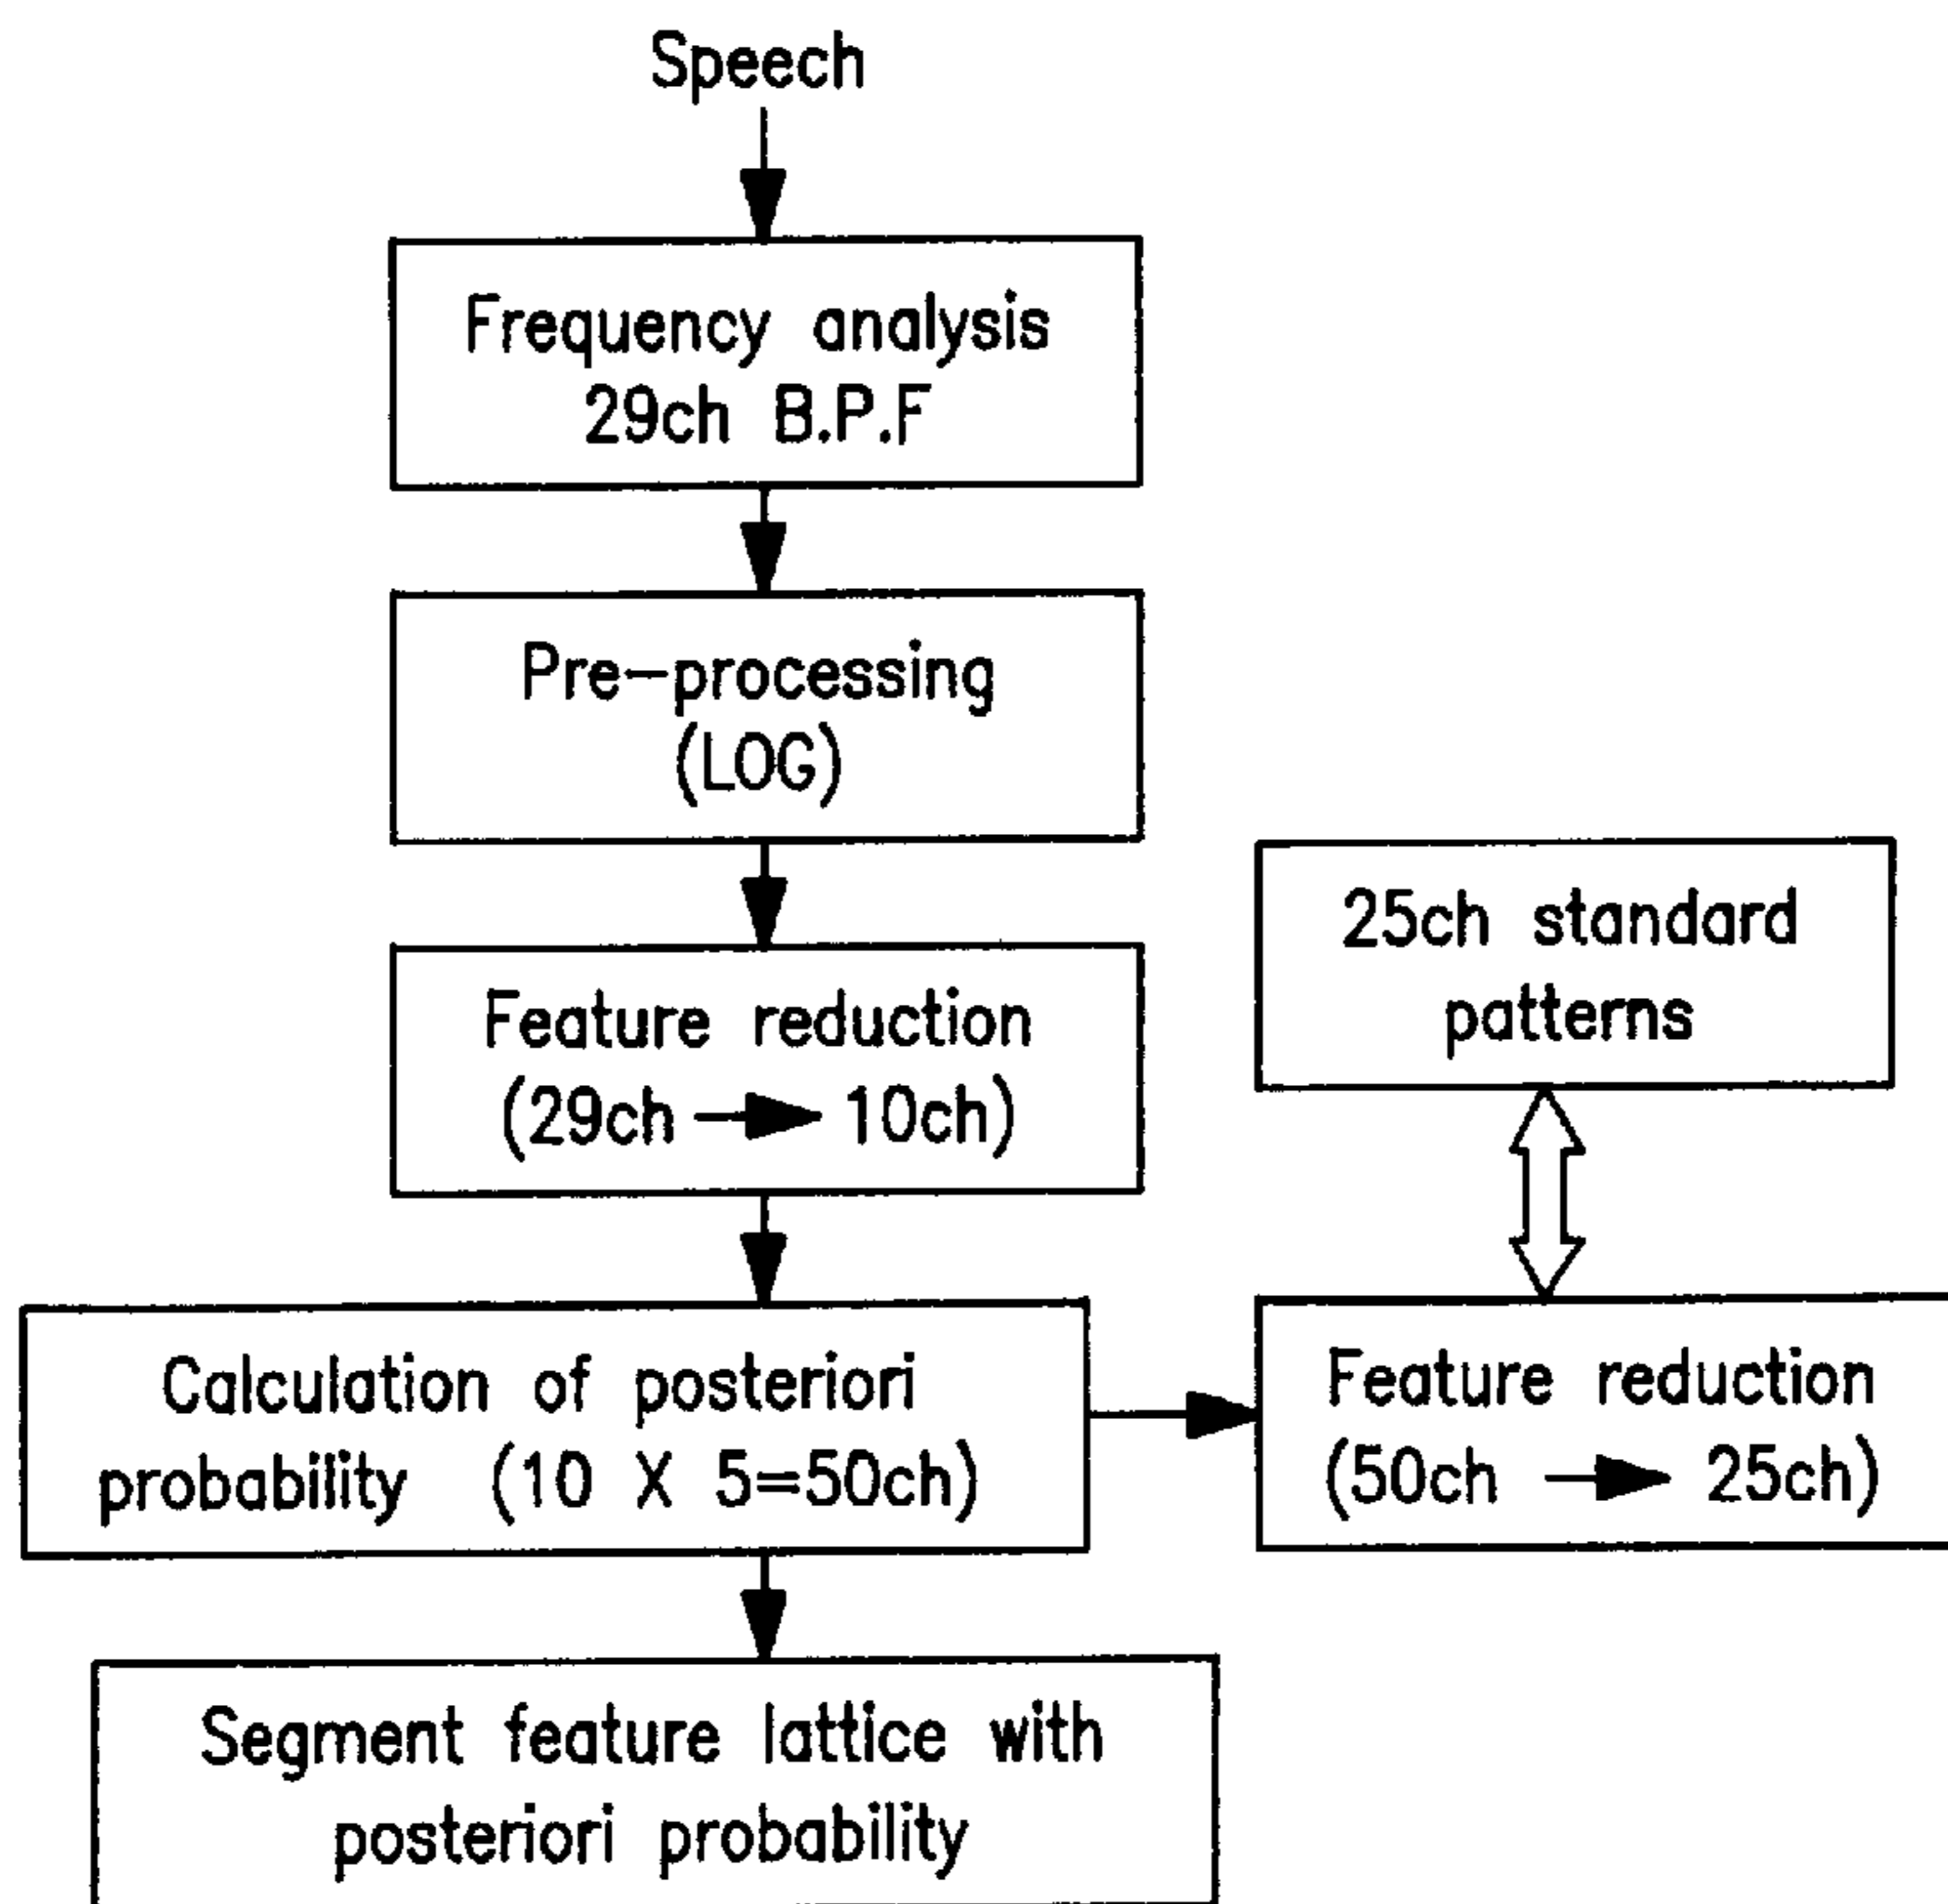 Speech
Frequency analysis
29ch B.P.F
Pre-processing
(LOG)
Feature reduction
(29ch → 10ch)
25ch standard
patterns
Calculation of posteriori
probability (10 X 5=50ch)
Feature reduction
(50ch → 25ch)
Segment feature lattice with
posteriori probability